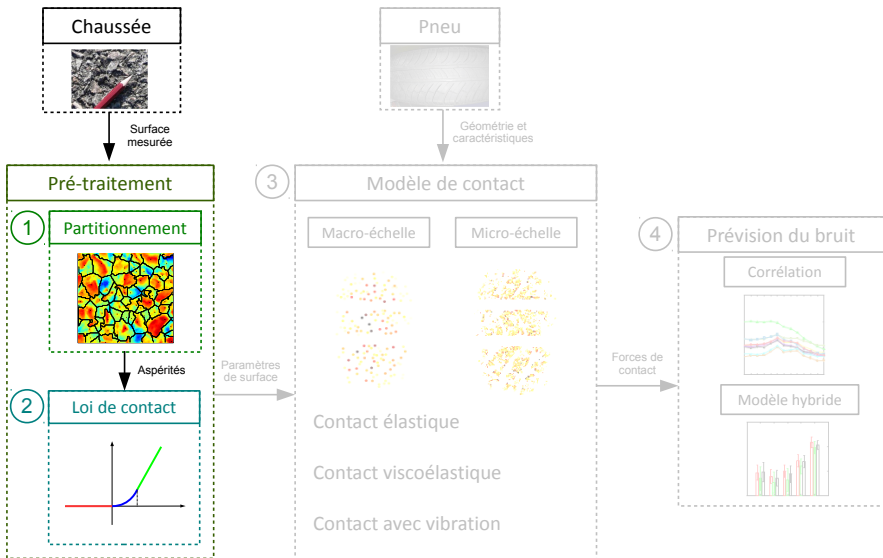 Chaussée
Surface
mesurée
Pré-traitement
1
Partitionnement
Aspérités
2
Loi de contact
Paramètres
de surface
Pneu
Géométrie et
caractéristiques
3
Modèle de contact
Macro-échelle
Micro-échelle
Contact élastique
Contact viscoélastique
Contact avec vibration
Forces de
contact
4
Prévision du bruit
Corrélation
Modèle hybride